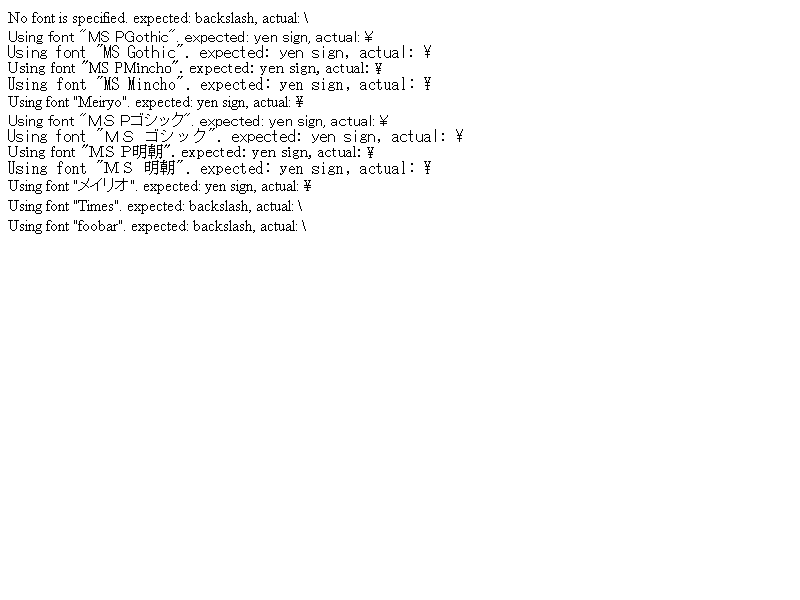 No font is specified. expected: backslash, actual: \
Using font "MS PGothic". expected: yen sign, actual: ¥
Using font "MS Gothic". expected: yen sign, actual: ¥
Using font "MS PMincho". expected: yen sign, actual: ¥
Using font "MS Mincho". expected: yen sign, actual: ¥
Using font "Meiryo". expected: yen sign, actual: ¥
Using font "ＭＳ Ｐゴシック". expected: yen sign, actual: ¥
Using font "ＭＳ ゴシック". expected: yen sign, actual: ¥
Using font "ＭＳ Ｐ明朝". expected: yen sign, actual: ¥
Using font "ＭＳ 明朝". expected: yen sign, actual: ¥
Using font "メイリオ". expected: yen sign, actual: ¥
Using font "Times". expected: backslash, actual: \
Using font "foobar". expected: backslash, actual: \